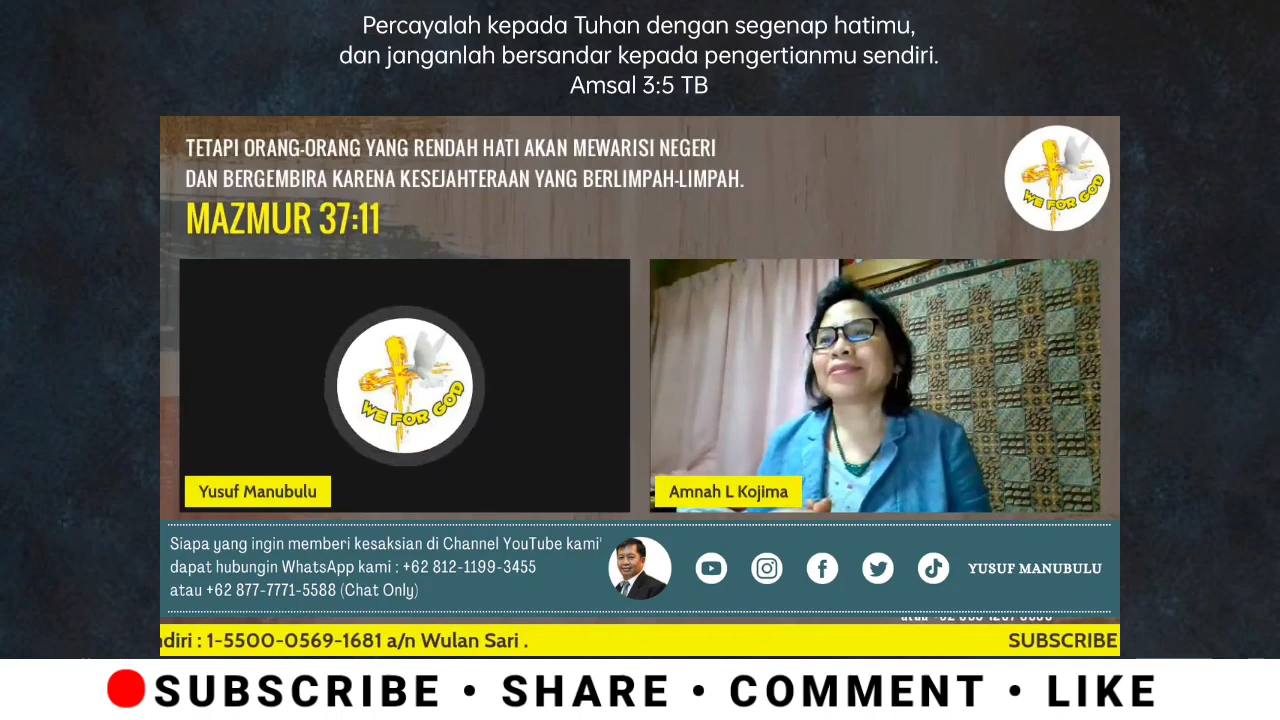 Percayalah kepada Tuhan dengan segenap hatimu,
dan janganlah bersandar kepada pengertianmu sendiri.
Amsal 3:5 TB
TETAPI ORANG-ORANG YANG RENDAH HATI AKAN MEWARISI NEGERI
DAN BERGEMBIRA KARENA KESEJAHTERAAN YANG BERLIMPAH-LIMPAH.
MAZMUR 37:11
WE FOR GOD
WE FOR GOD
Yusuf Manubulu
Amnah L Kojima
Siapa yang ingin memberi kesaksian di Channel YouTube kami'
dapat hubungin WhatsApp kami : +62 812-1199-3455
atau +62 877-7771-5588 (Chat Only)
YUSUF MANUBULU
ndiri : 1-5500-0569-1681 a/n Wulan Sari .
SUBSCRIBE
SUBSCRIBE • SHARE • COMMENT • LIKE